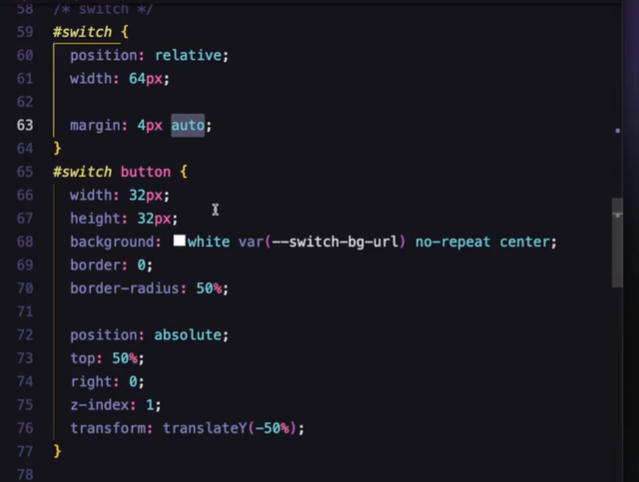 58 /* switch */
59 #switch {
60 position: relative;
61 width: 64px;
62
63 margin: 4px auto;
64 }
65 #switch button {
66 width: 32px;
67 height: 32px;
68 background: white var(--switch-bg-url) no-repeat center;
69 border: 0;
70 border-radius: 50%;
71
72 position: absolute;
73 top: 50%;
74 right: 0;
75 z-index: 1;
76 transform: translateY(-50%);
77 }
78